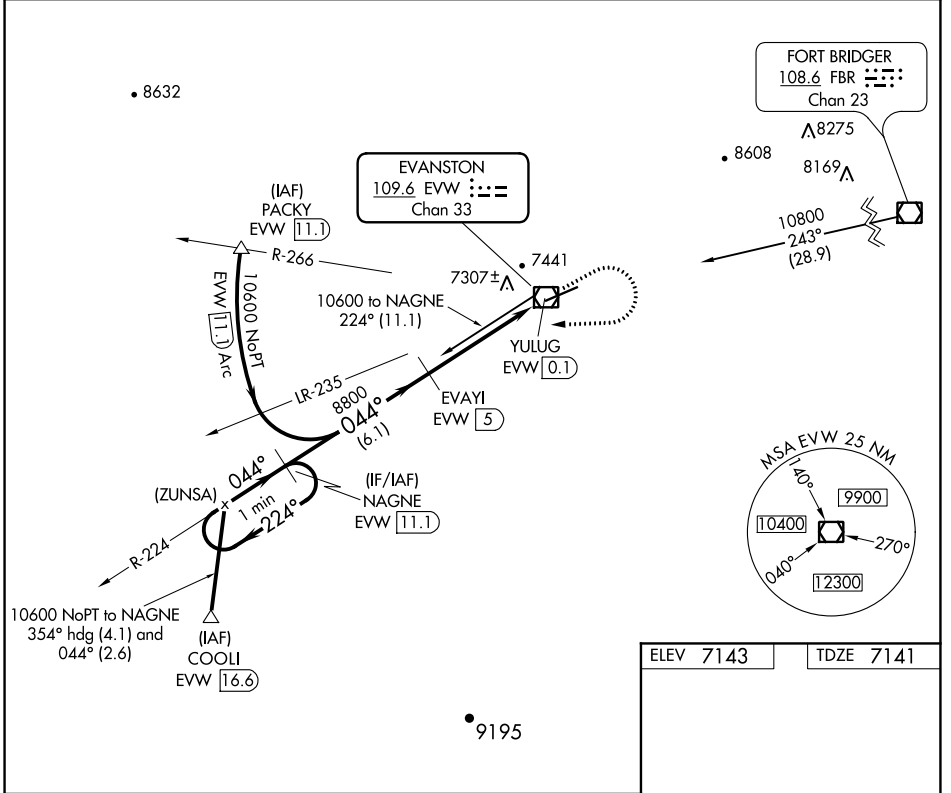 8632
FORT BRIDGER
108.6 FBR
Chan 23
8275
8608
8169
EVANSTON
109.6 EVW
Chan 33
(IAF)
PACKY
EVW 11.1
R-266
10800
243°
(28.9)
7441
7307±
10600 NoPT
EVW 11.1 Arc
10600 to NAGNE
224° (11.1)
YULUG
EVW 0.1
LR-235
8800
044°
(6.1)
EVAYI
EVW 5
MSA EVW 25 NM
140°
9900
10400
270°
040°
12300
044°
(IF/IAF)
NAGNE
EVW 11.1
(ZUNSA)
x
1 min
224°
R-224
10600 NoPT to NAGNE
354° hdg (4.1) and
044° (2.6)
(IAF)
COOLI
EVW 16.6
ELEV 7143
TDZE 7141
9195